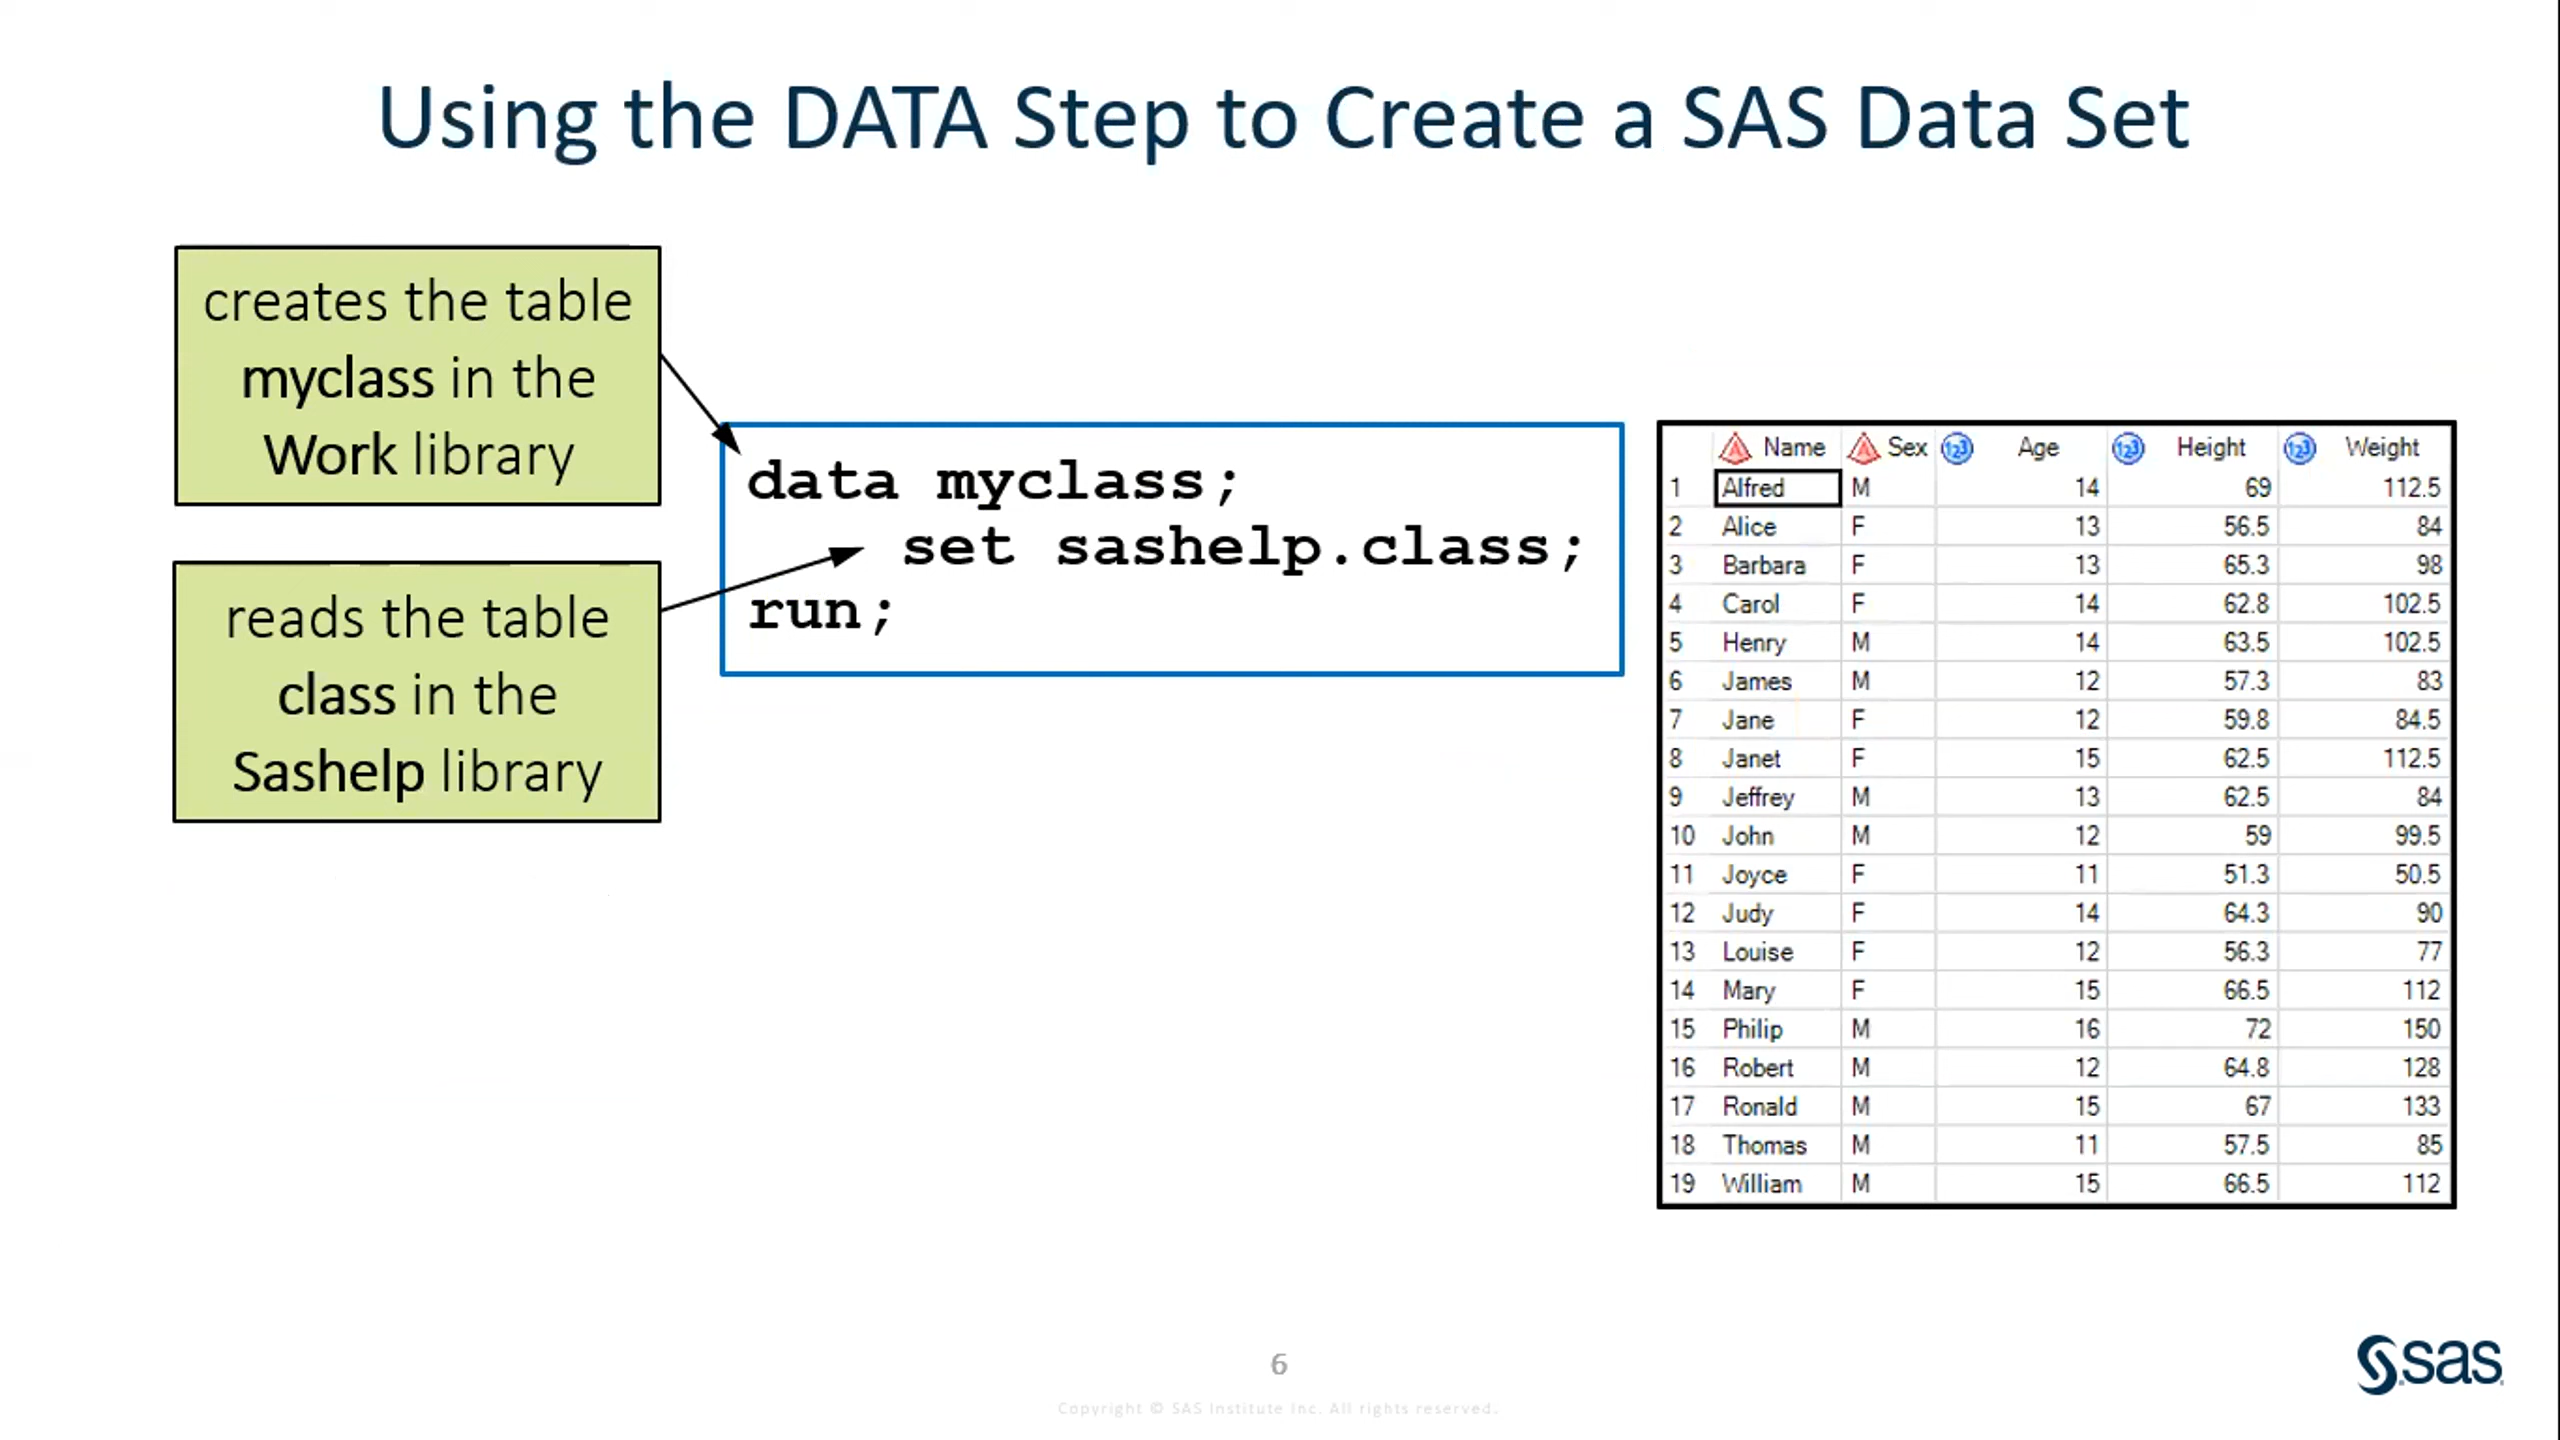 Using the DATA Step to Create a SAS Data Set
creates the table
myclass in the
Work library
reads the table
class in the
Sashelp library
data myclass;
set sashelp.class;
run;
Name Sex Age Height Weight
1 Alfred M 14 69 112.5
2 Alice F 13 56.5 84
3 Barbara F 13 65.3 98
4 Carol F 14 62.8 102.5
5 Henry M 14 63.5 102.5
6 James M 12 57.3 83
7 Jane F 12 59.8 84.5
8 Janet F 15 62.5 112.5
9 Jeffrey M 13 62.5 84
10 John M 12 59 99.5
11 Joyce F 11 51.3 50.5
12 Judy F 14 64.3 90
13 Louise F 12 56.3 77
14 Mary F 15 66.5 112
15 Philip M 16 72 150
16 Robert M 12 64.8 128
17 Ronald M 15 67 133
18 Thomas M 11 57.5 85
19 William M 15 66.5 112
6
Copyright © SAS Institute Inc. All rights reserved.
sas